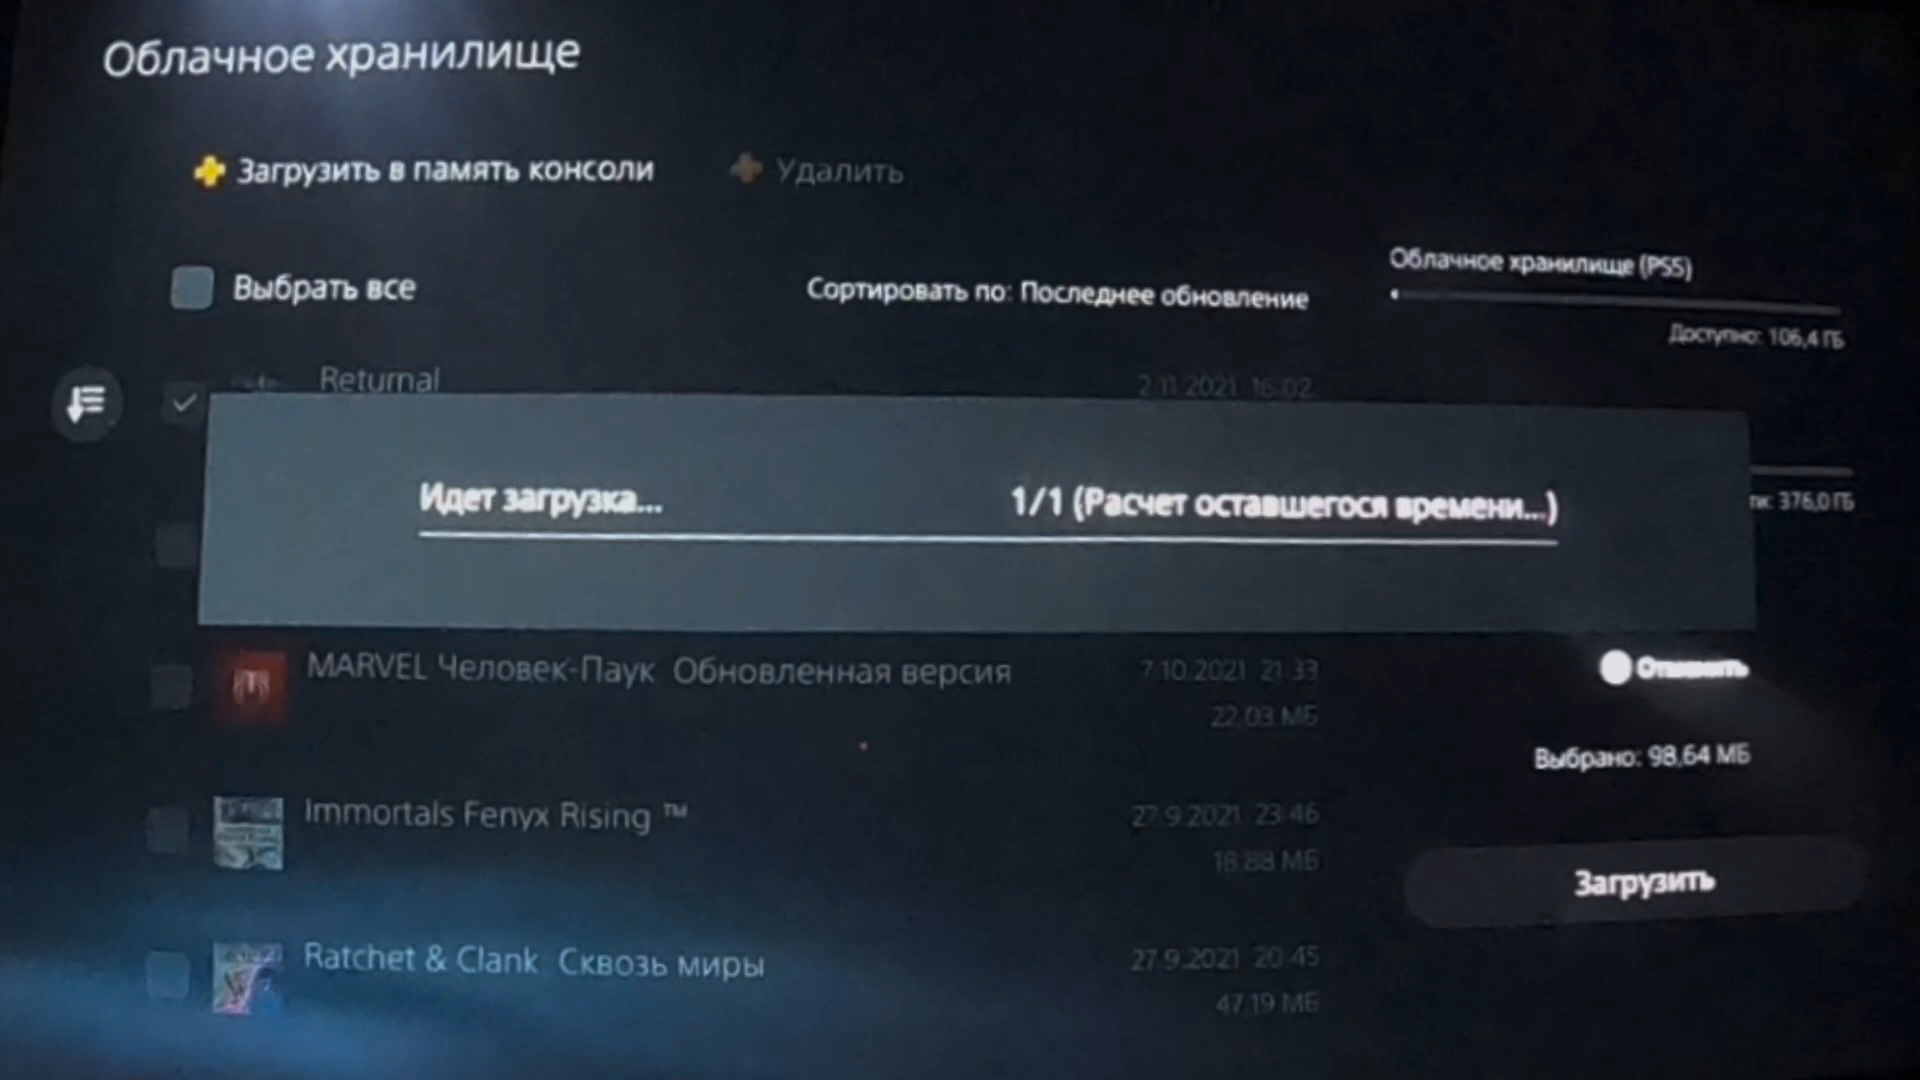 Облачное хранилище
Загрузить в память консоли
Удалить
Выбрать все
Сортировать по: Последнее обновление
Облачное хранилище (PS5)
Доступно: 106,4 ГБ
Returnal
2.11.2021 16:02
376,0 ГБ
Идет загрузка...
1/1 (Расчет оставшегося времени...)
MARVEL Человек-Паук Обновленная версия
7.10.2021 21:33
22.03 МБ
Выбрано: 98,64 МБ
Immortals Fenyx Rising ™
27.9.2021 23:46
18.88 МБ
Загрузить
Ratchet & Clank Сквозь миры
27.9.2021 20:45
47.19 МБ